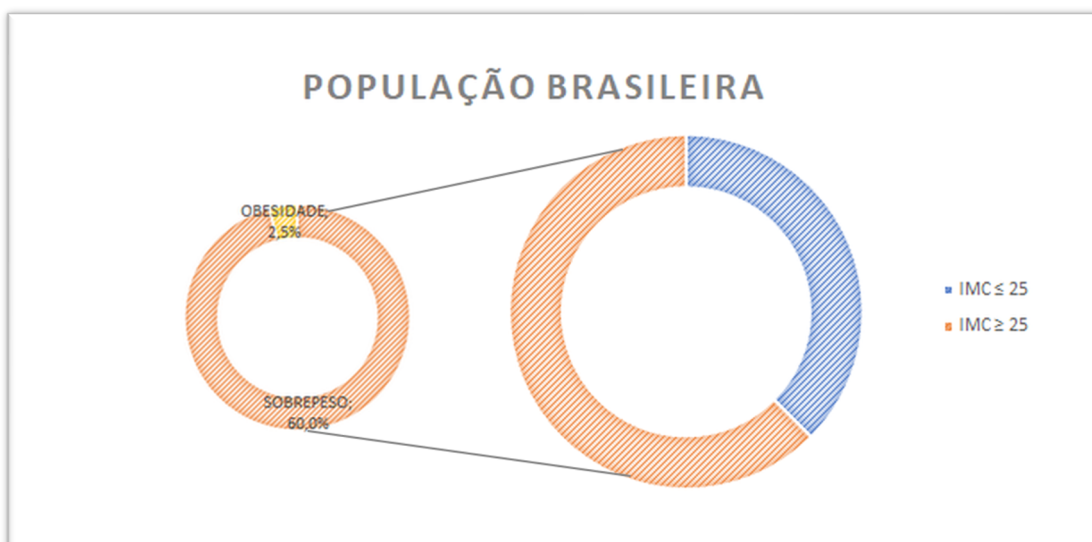 POPULAÇÃO BRASILEIRA
OBESIDADE;
2,5%
SOBREPESO;
60,0%
IMC ≤ 25
IMC ≥ 25